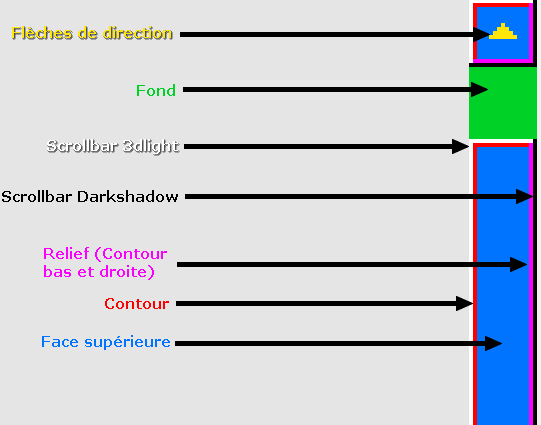 Flèches de direction
Fond
Scrollbar 3dlight
Scrollbar Darkshadow
Relief (Contour
bas et droite)
Contour
Face supérieure